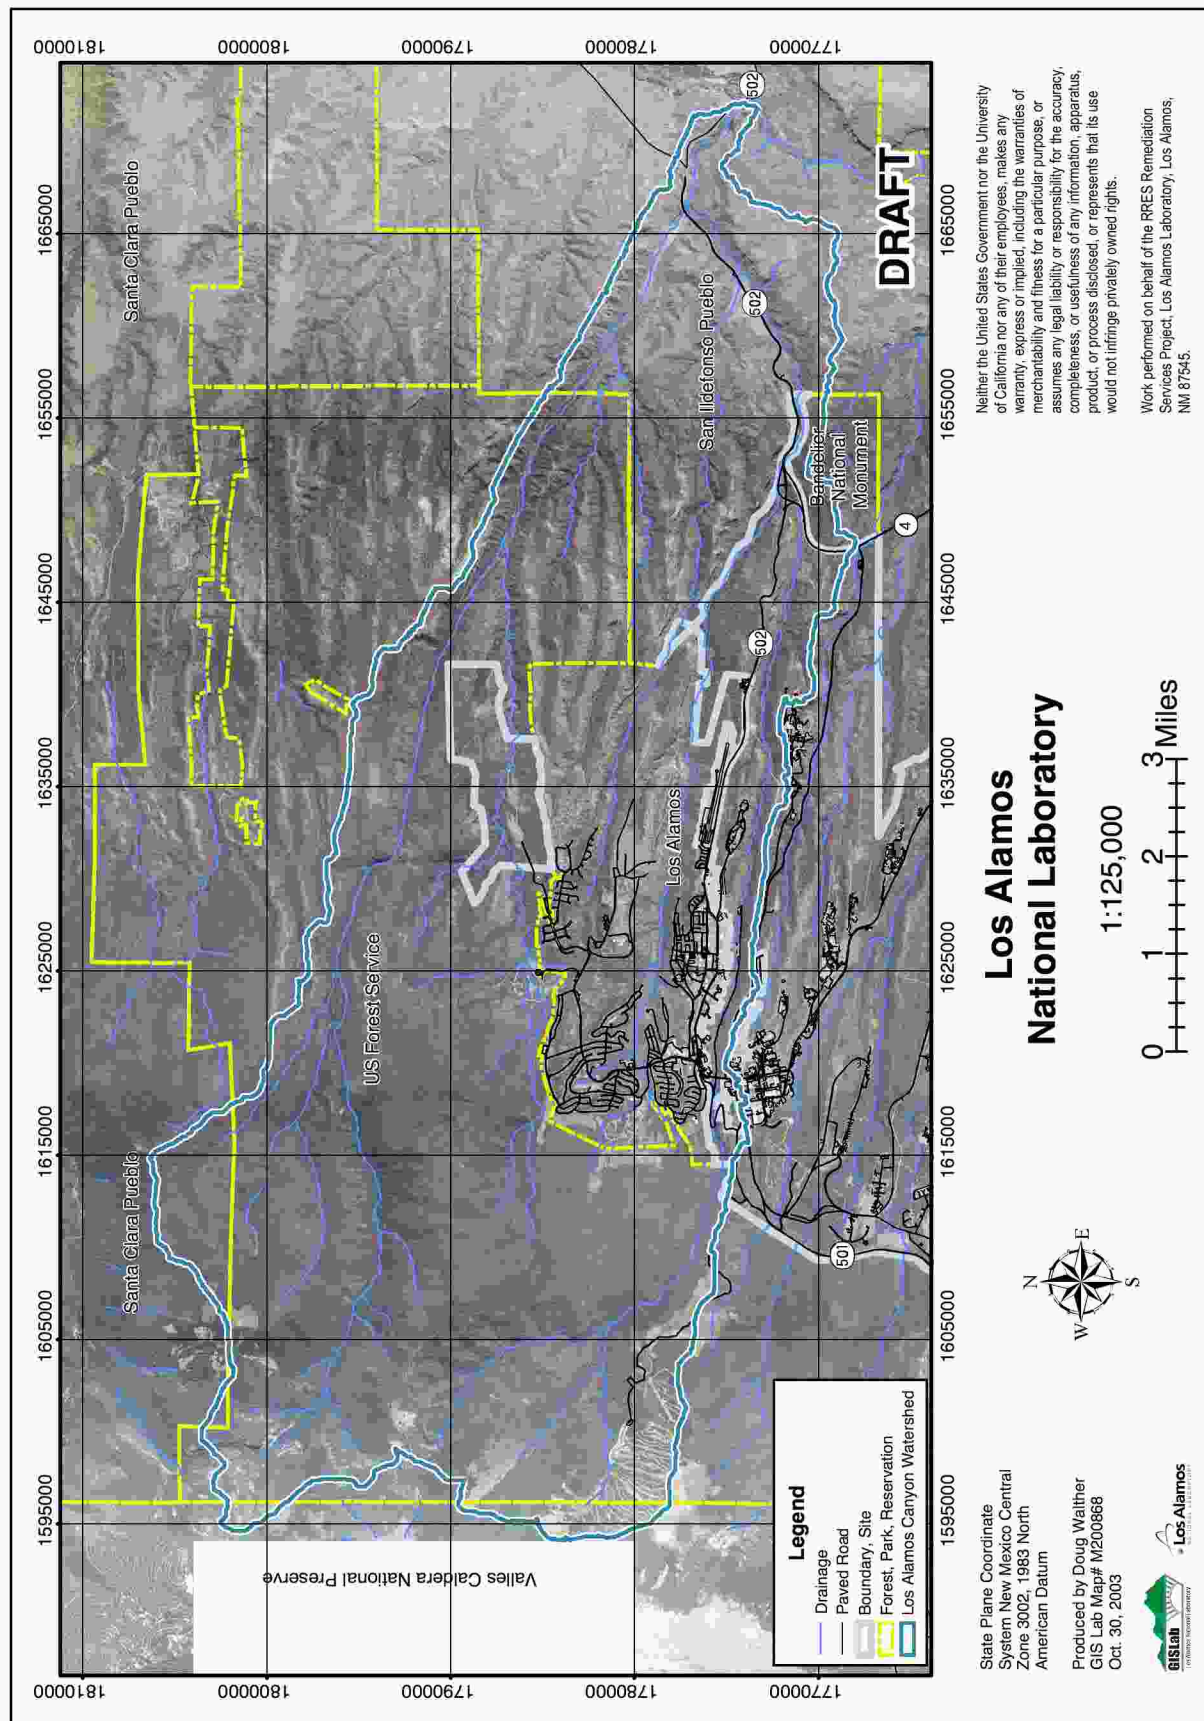 1595000
1605000
1615000
1625000
1635000
1645000
1655000
1665000
1810000
1800000
1790000
1780000
1770000
1810000
1800000
1790000
1780000
1770000
Santa Clara Pueblo
Santa Clara Pueblo
US Forest Service
Valles Caldera National Preserve
Los Alamos
San Ildefonso Pueblo
Bandelier
National
Monument
502
502
502
4
501
DRAFT
Legend
Drainage
Paved Road
Boundary, Site
Forest, Park, Reservation
Los Alamos Canyon Watershed
State Plane Coordinate
System New Mexico Central
Zone 3002, 1983 North
American Datum
Produced by Doug Walther
GIS Lab Map# M200868
Oct. 30, 2003
GISLab
Los Alamos
N
W
E
S
Los Alamos
National Laboratory
1:125,000
0 1 2 3 Miles
Neither the United States Government nor the University
of California nor any of their employees, makes any
warranty, express or implied, including the warranties of
merchantability and fitness for a particular purpose, or
assumes any legal liability or responsibility for the accuracy,
completeness, or usefulness of any information, apparatus,
product, or process disclosed, or represents that its use
would not infringe privately owned rights.
Work performed on behalf of the RRES Remediation
Services Project, Los Alamos Laboratory, Los Alamos,
NM 87545.